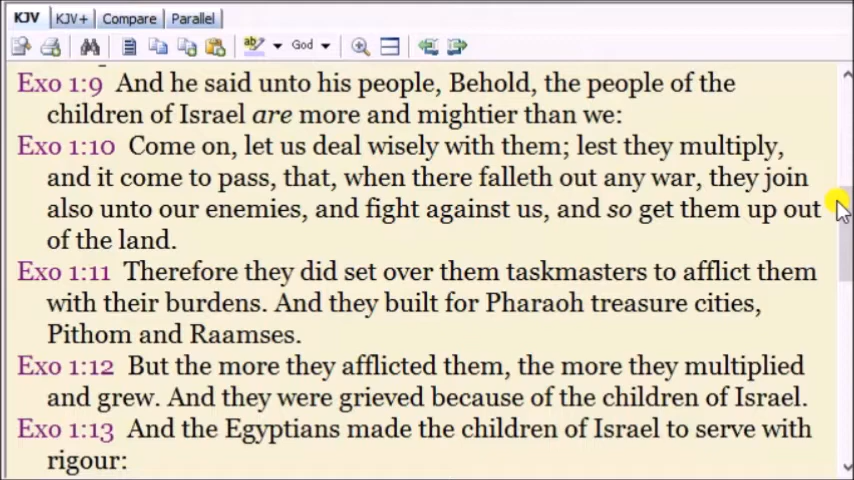 KJV KJV+ Compare Parallel
God
Exo 1:9 And he said unto his people, Behold, the people of the
children of Israel are more and mightier than we:
Exo 1:10 Come on, let us deal wisely with them; lest they multiply,
and it come to pass, that, when there falleth out any war, they join
also unto our enemies, and fight against us, and so get them up out
of the land.
Exo 1:11 Therefore they did set over them taskmasters to afflict them
with their burdens. And they built for Pharaoh treasure cities,
Pithom and Raamses.
Exo 1:12 But the more they afflicted them, the more they multiplied
and grew. And they were grieved because of the children of Israel.
Exo 1:13 And the Egyptians made the children of Israel to serve with
rigour: